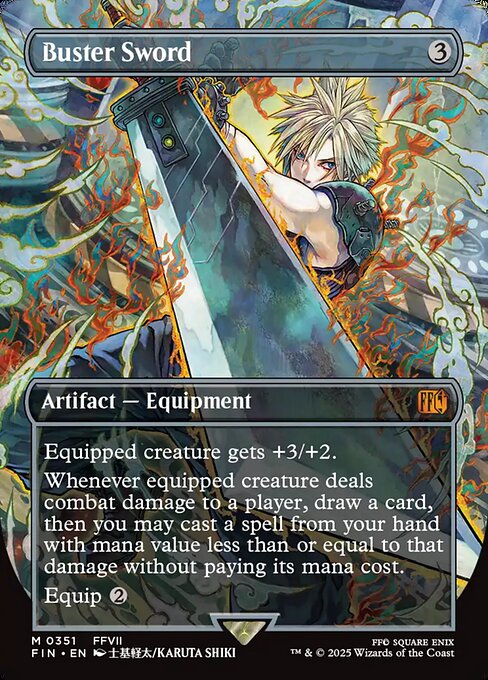 Buster Sword 3
Artifact — Equipment
Equipped creature gets +3/+2.
Whenever equipped creature deals
combat damage to a player, draw a card,
then you may cast a spell from your hand
with mana value less than or equal to that
damage without paying its mana cost.
Equip 2
M 0351 FFVII
FIN • EN 士基軽太/KARUTA SHIKI
FF© SQUARE ENIX
™ & © 2025 Wizards of the Coast